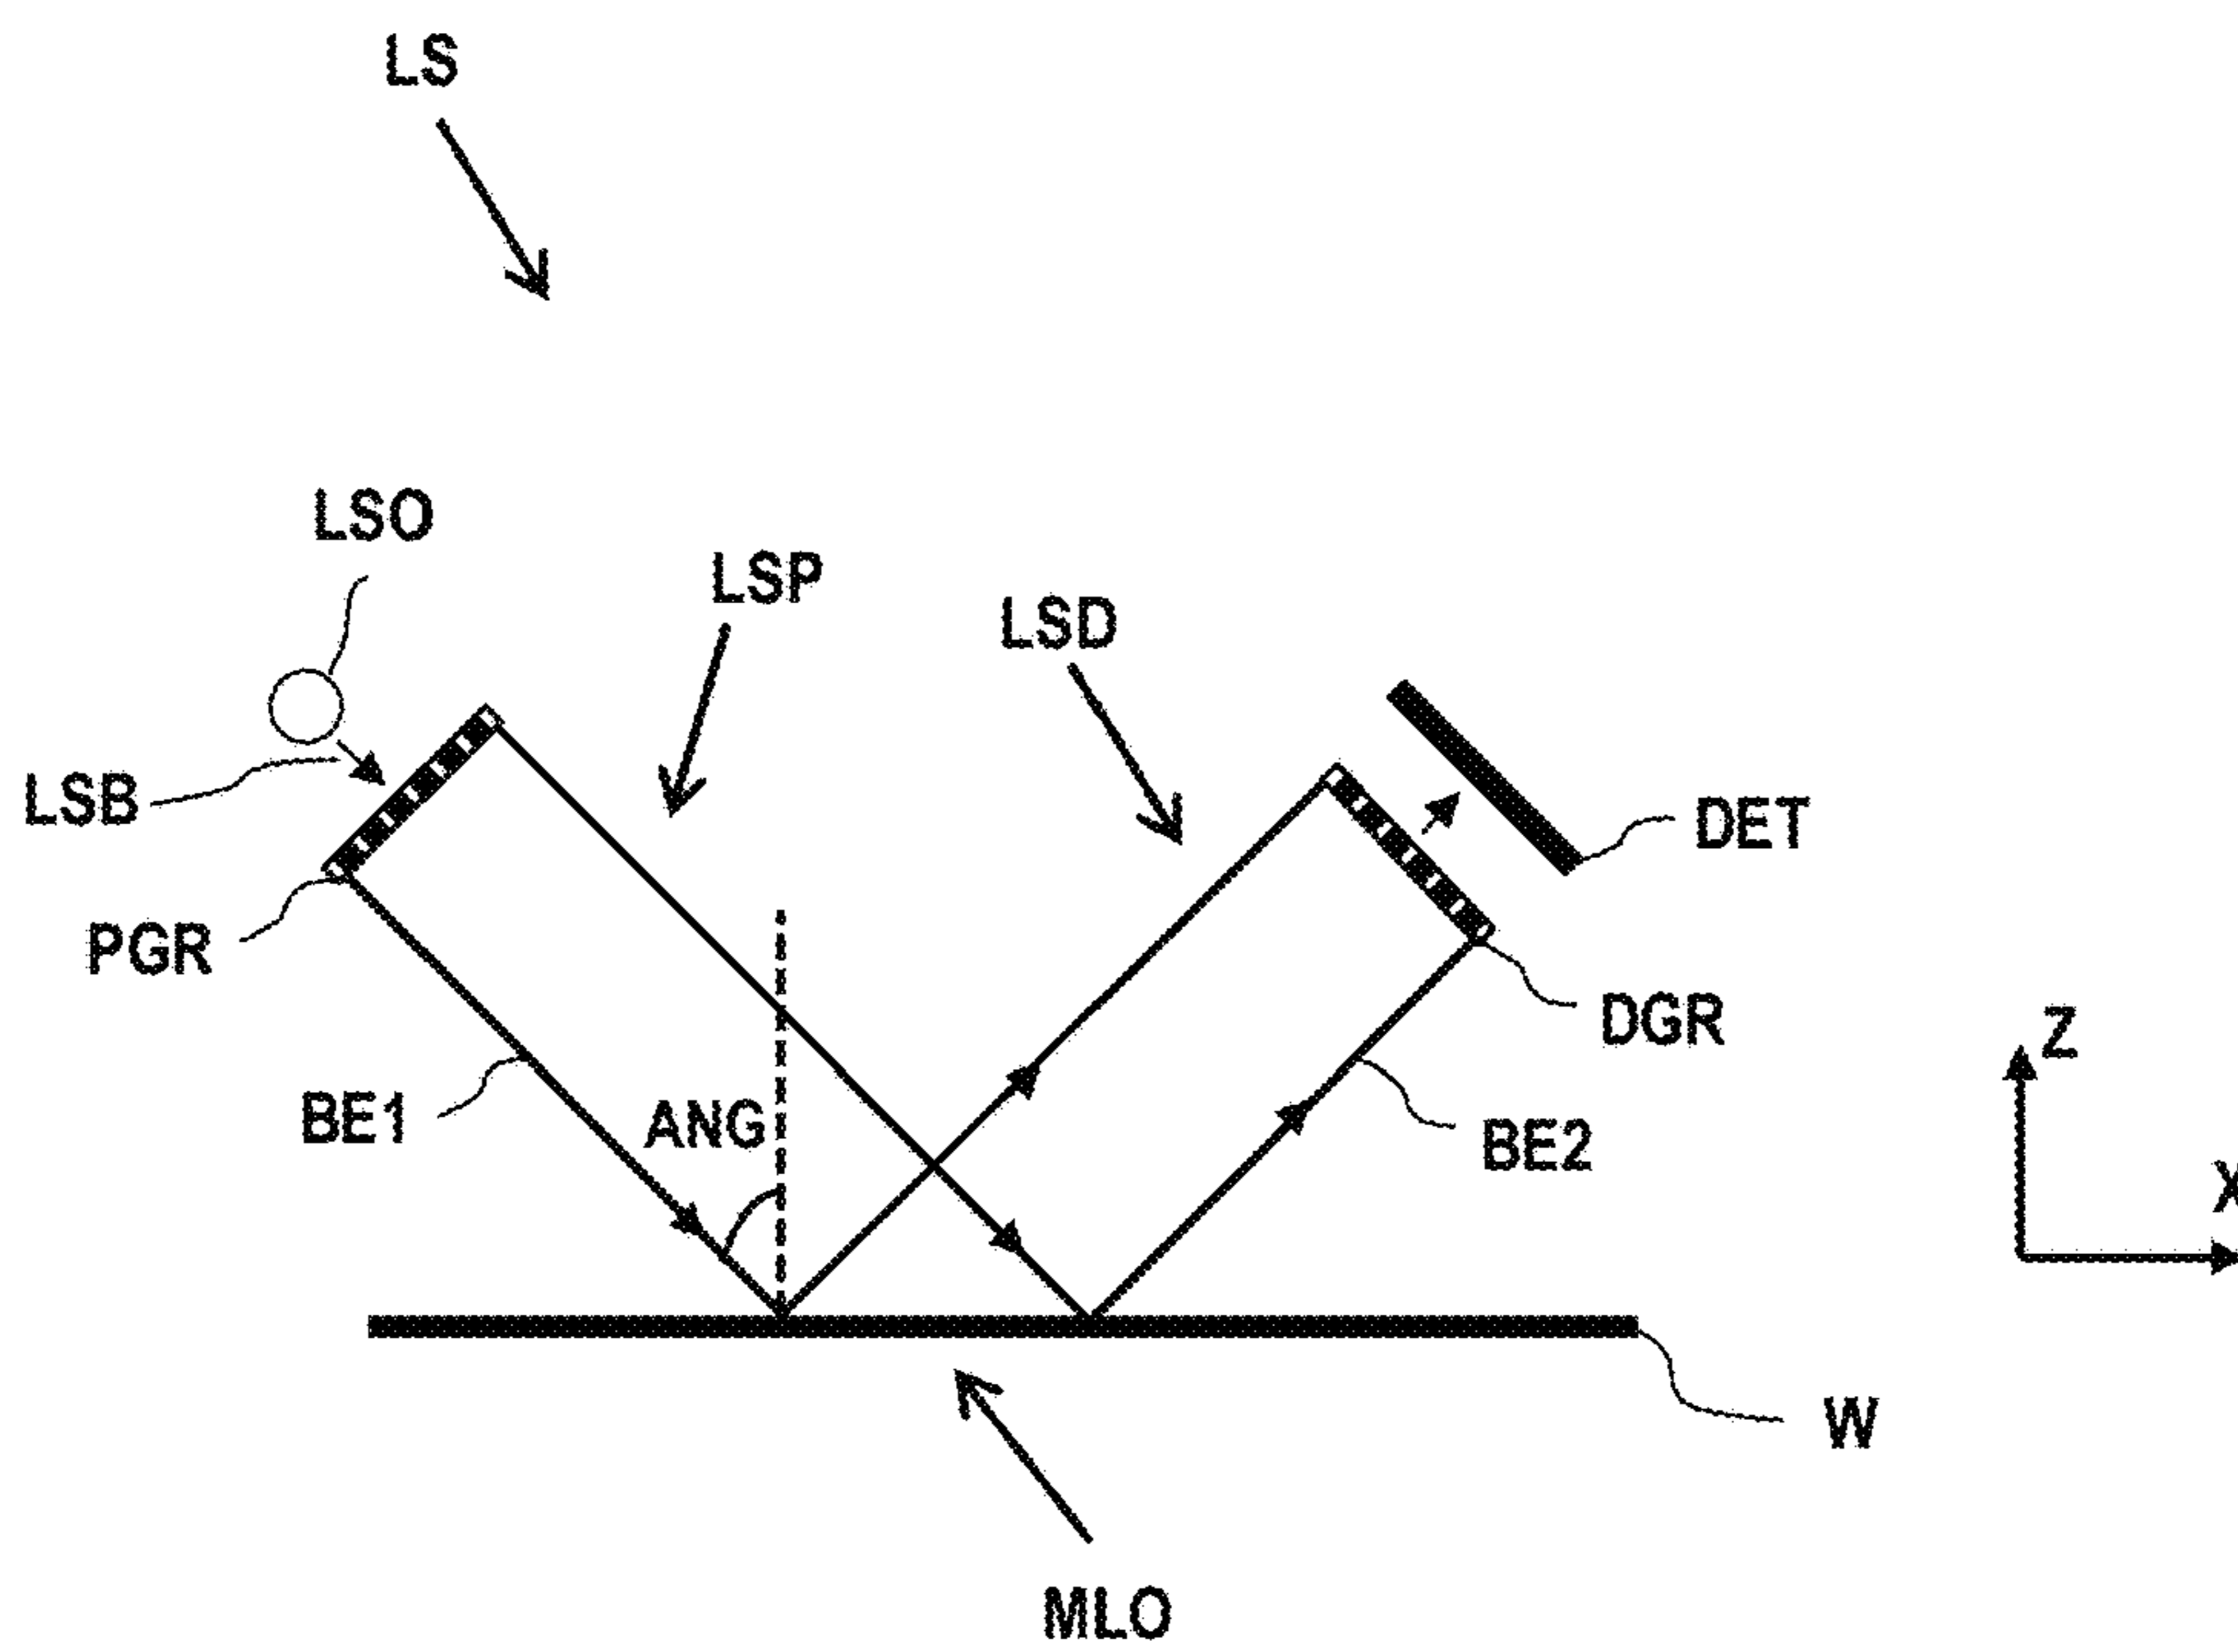 LS
LSO
LSP
LSD
LSB
DET
PGR
DGR
Z
BE1
ANG
BE2
X
W
MLO